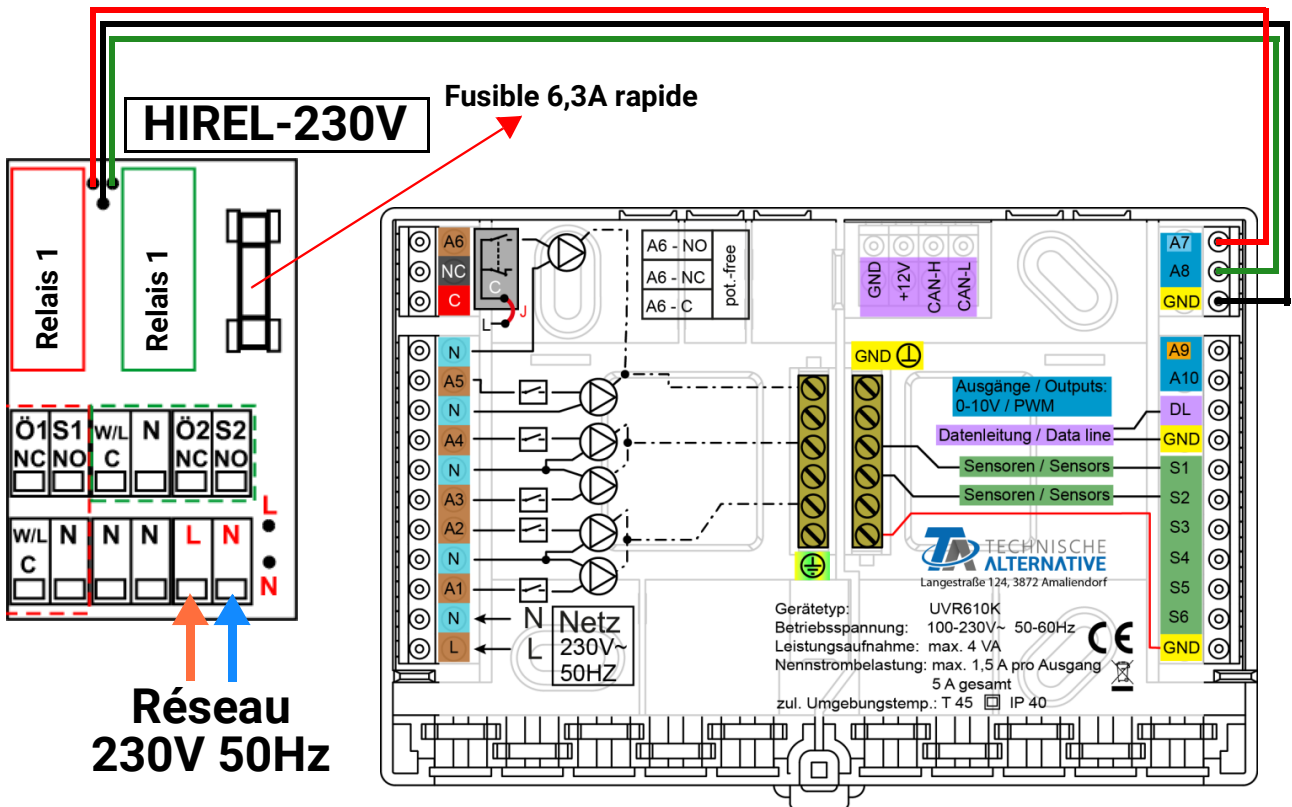 Fusible 6,3A rapide
HIREL-230V
Relais 1
Relais 1
Ö1 S1 W/L N Ö2 S2
NC NO C NC NO
L
W/L N N N L N
C
N
Réseau
230V 50Hz
A6
NC
C
N
A5
N
A4
N
A3
A2
N
A1
N
L
C
J
L
A6 - NO
A6 - NC
A6 - C
pot.-free
N Netz
L 230V~
50HZ
GND
+12V
CAN-H
CAN-L
GND
Ausgänge / Outputs:
0-10V / PWM
Datenleitung / Data line
Sensoren / Sensors
Sensoren / Sensors
TA TECHNISCHE
ALTERNATIVE
Langestraße 124, 3872 Amaliendorf
Gerätetyp: UVR610K
Betriebsspannung: 100-230V~ 50-60Hz
Leistungsaufnahme: max. 4 VA
Nennstrombelastung: max. 1,5 A pro Ausgang
5 A gesamt
zul. Umgebungstemp.: T 45 IP 40
CE
A7
A8
GND
A9
A10
DL
GND
S1
S2
S3
S4
S5
S6
GND